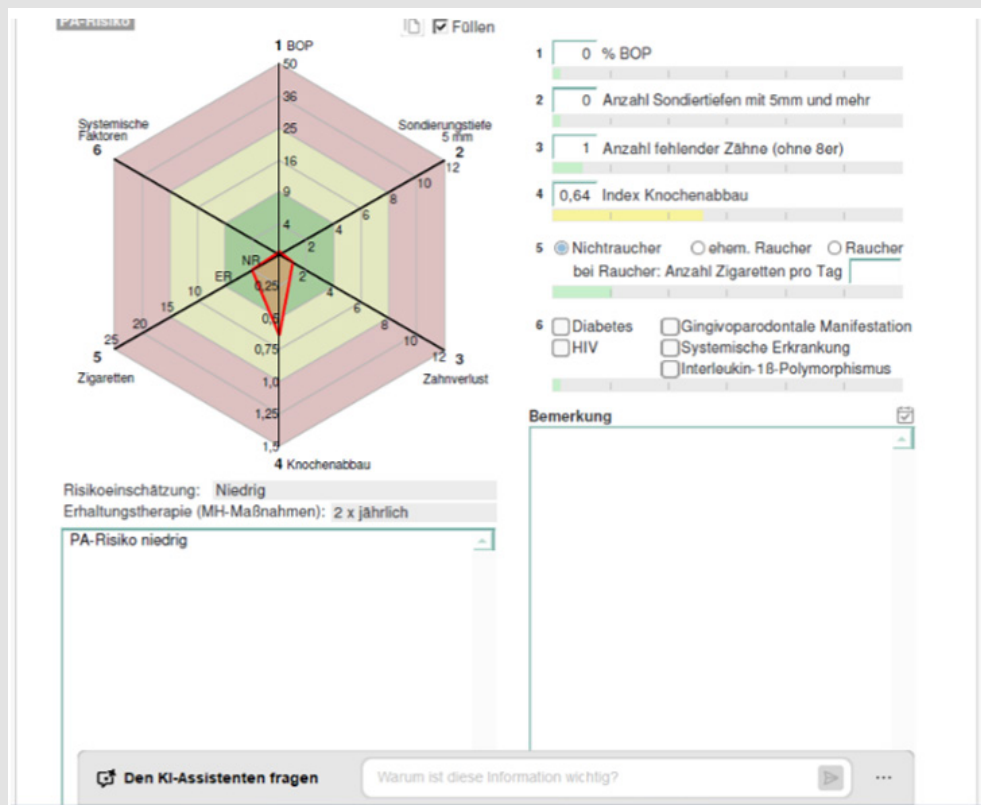 PA-Risiko
Füllen
1 BOP
50
36
25
16
9
4
Systemische
Faktoren
6
Sondierungstiefe
5 mm
2
12
10
8
6
4
2
NR
ER
10
15
20
25
5
Zigaretten
2
4
6
8
10
12
3
Zahnverlust
0,25
0,5
0,75
1,0
1,25
1,5
4 Knochenabbau
1 0 % BOP
2 0 Anzahl Sondiertiefen mit 5mm und mehr
3 1 Anzahl fehlender Zähne (ohne 8er)
4 0,64 Index Knochenabbau
5 Nichtraucher ehem. Raucher Raucher
bei Raucher: Anzahl Zigaretten pro Tag
6 Diabetes Gingivoparodontale Manifestation
HIV Systemische Erkrankung
Interleukin-1ß-Polymorphismus
Bemerkung
Risikoeinschätzung: Niedrig
Erhaltungstherapie (MH-Maßnahmen): 2 x jährlich
PA-Risiko niedrig
Den KI-Assistenten fragen
Warum ist diese Information wichtig?